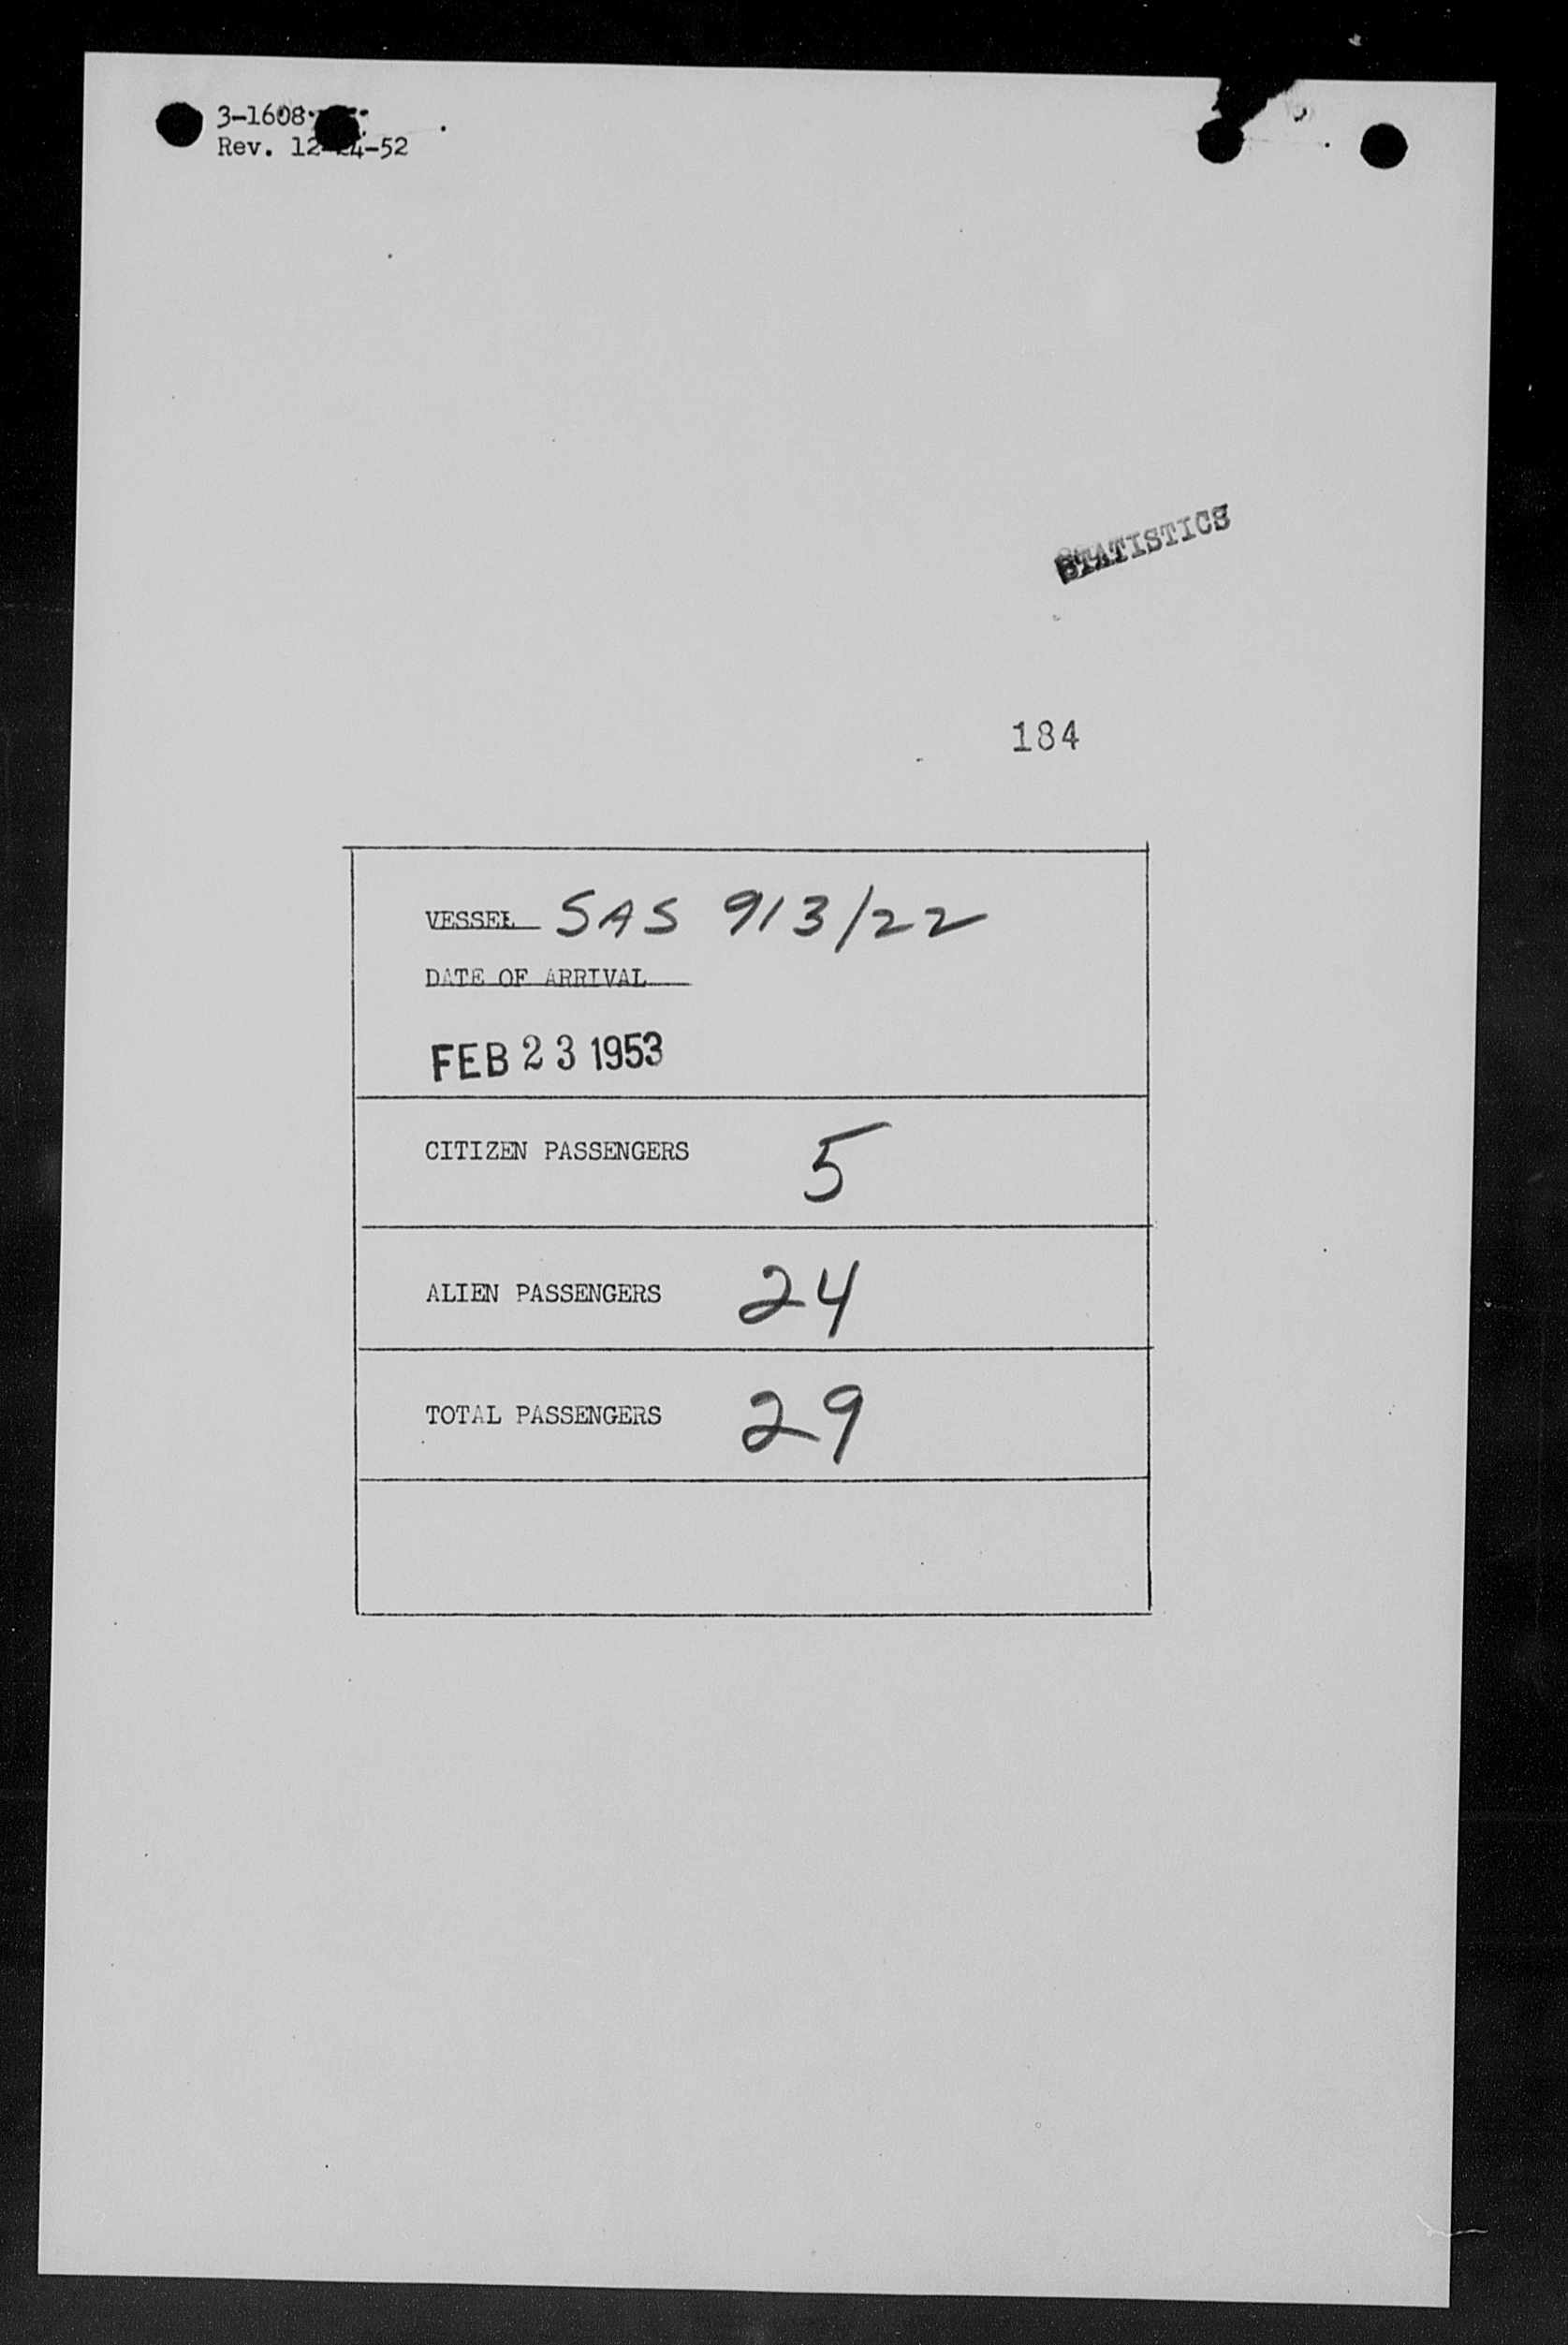 3-1608
Rev. 12-24-52
STATISTICS
184
VESSEL SAS 913/22
DATE OF ARRIVAL
FEB 23 1953
CITIZEN PASSENGERS 5
ALIEN PASSENGERS 24
TOTAL PASSENGERS 29